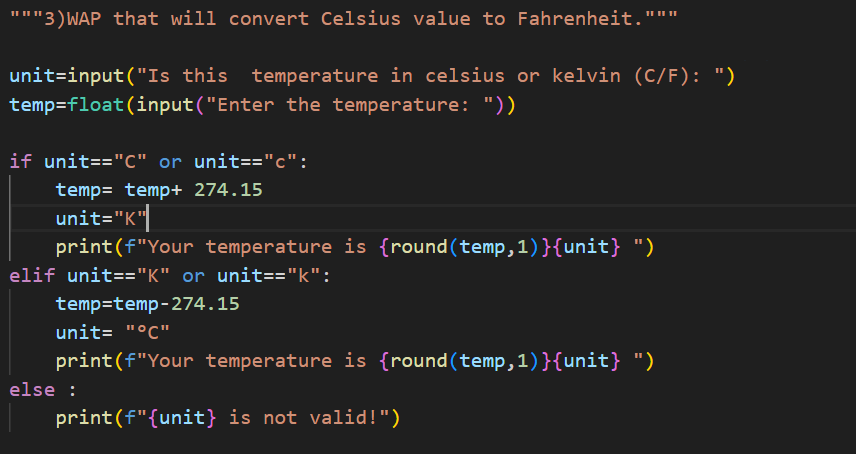 """3)WAP that will convert Celsius value to Fahrenheit."""
unit=input("Is this  temperature in celsius or kelvin (C/F): ")
temp=float(input("Enter the temperature: "))
if unit=="C" or unit=="c":
    temp= temp+ 274.15
    unit="K"
    print(f"Your temperature is {round(temp,1)}{unit} ")
elif unit=="K" or unit=="k":
    temp=temp-274.15
    unit= "°C"
    print(f"Your temperature is {round(temp,1)}{unit} ")
else :
    print(f"{unit} is not valid!")